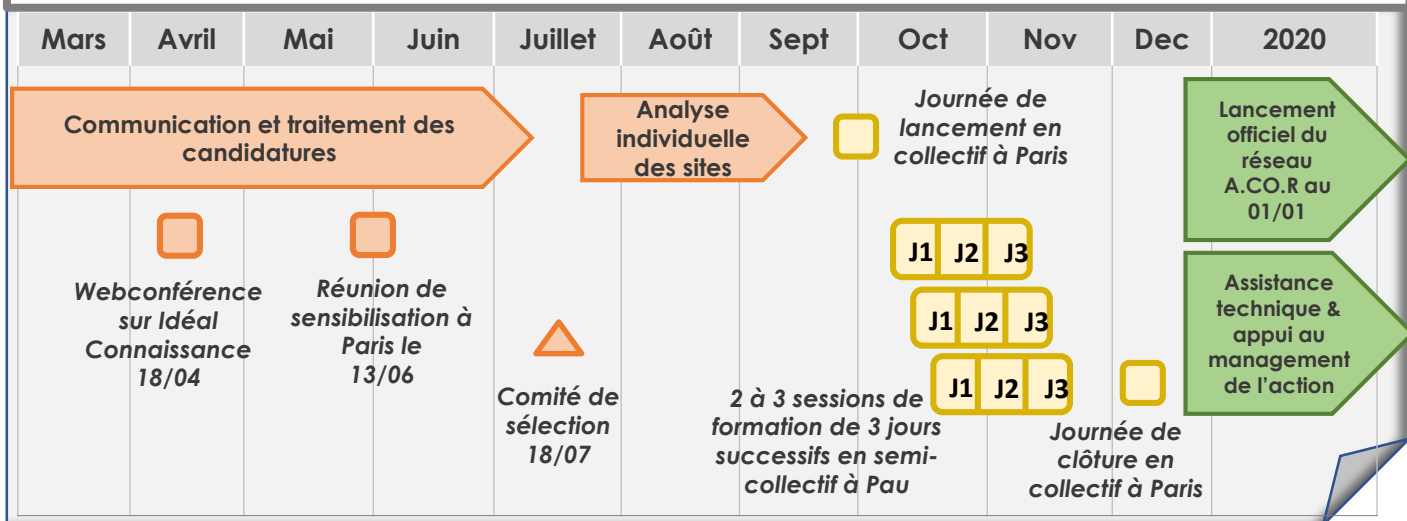 Mars Avril Mai Juin Juillet Août Sept Oct Nov Dec 2020
Communication et traitement des
candidatures
Analyse
individuelle
des sites
Journée de
lancement en
collectif à Paris
Lancement
officiel du
réseau
A.CO.R au
01/01
Webconférence
sur Idéal
Connaissance
18/04
Réunion de
sensibilisation à
Paris le
13/06
Comité de
sélection
18/07
J1 J2 J3
J1 J2 J3
J1 J2 J3
2 à 3 sessions de
formation de 3 jours
successifs en semi-
collectif à Pau
Journée de
clôture en
collectif à Paris
Assistance
technique &
appui au
management
de l’action